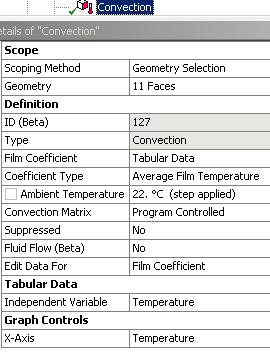 Convection
etails of "Convection"
Scope
Scoping Method Geometry Selection
Geometry 11 Faces
Definition
ID (Beta) 127
Type Convection
Film Coefficient Tabular Data
Coefficient Type Average Film Temperature
Ambient Temperature 22. °C (step applied)
Convection Matrix Program Controlled
Suppressed No
Fluid Flow (Beta) No
Edit Data For Film Coefficient
Tabular Data
Independent Variable Temperature
Graph Controls
X-Axis Temperature